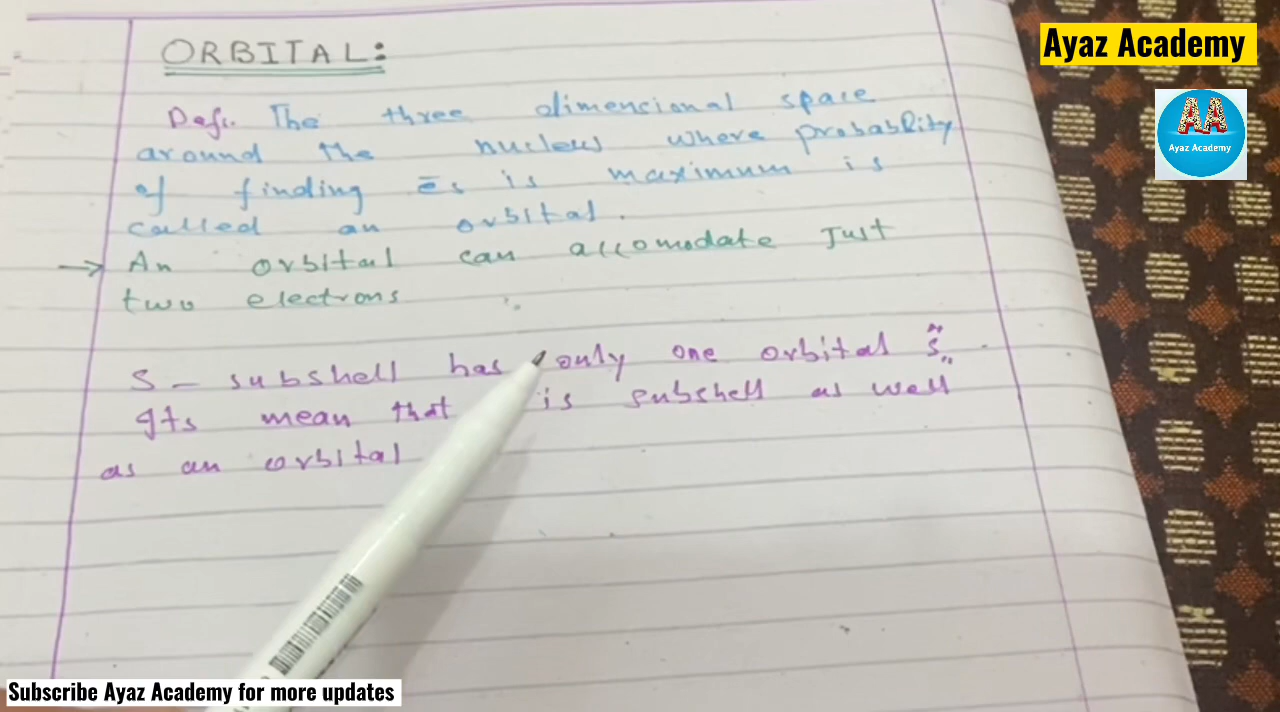 Ayaz Academy
AA
Ayaz Academy
ORBITAL:
Def. The three dimensional space
around the nucleus where probability
of finding ēs is maximum is
called an orbital.
→ An orbital can accomodate Just
two electrons
S - subshell has only one orbital "s"
Its mean that is subshell as well
as an orbital
Subscribe Ayaz Academy for more updates